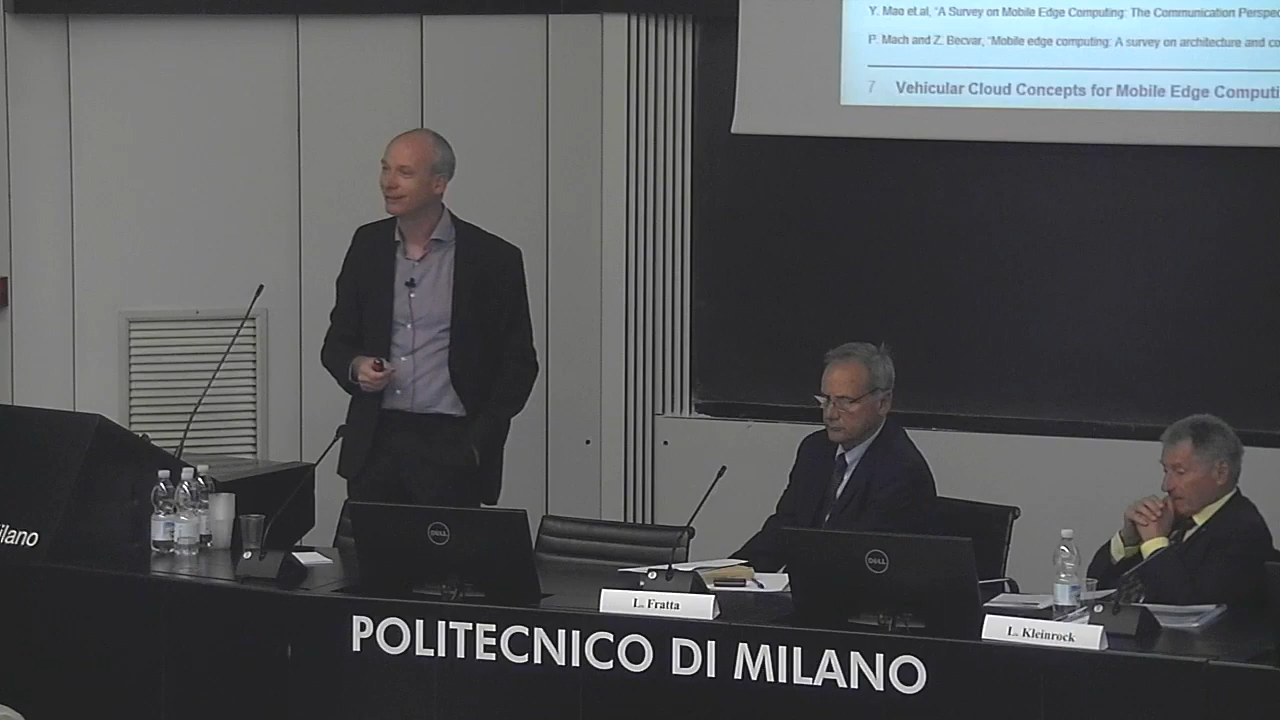 Y. Mao et.al, "A Survey on Mobile Edge Computing: The Communication Perspec
P. Mach and Z. Becvar, "Mobile edge computing: A survey on architecture and co
7 Vehicular Cloud Concepts for Mobile Edge Computi
ilano
DELL
DELL
L. Fratta
L. Kleinrock
POLITECNICO DI MILANO